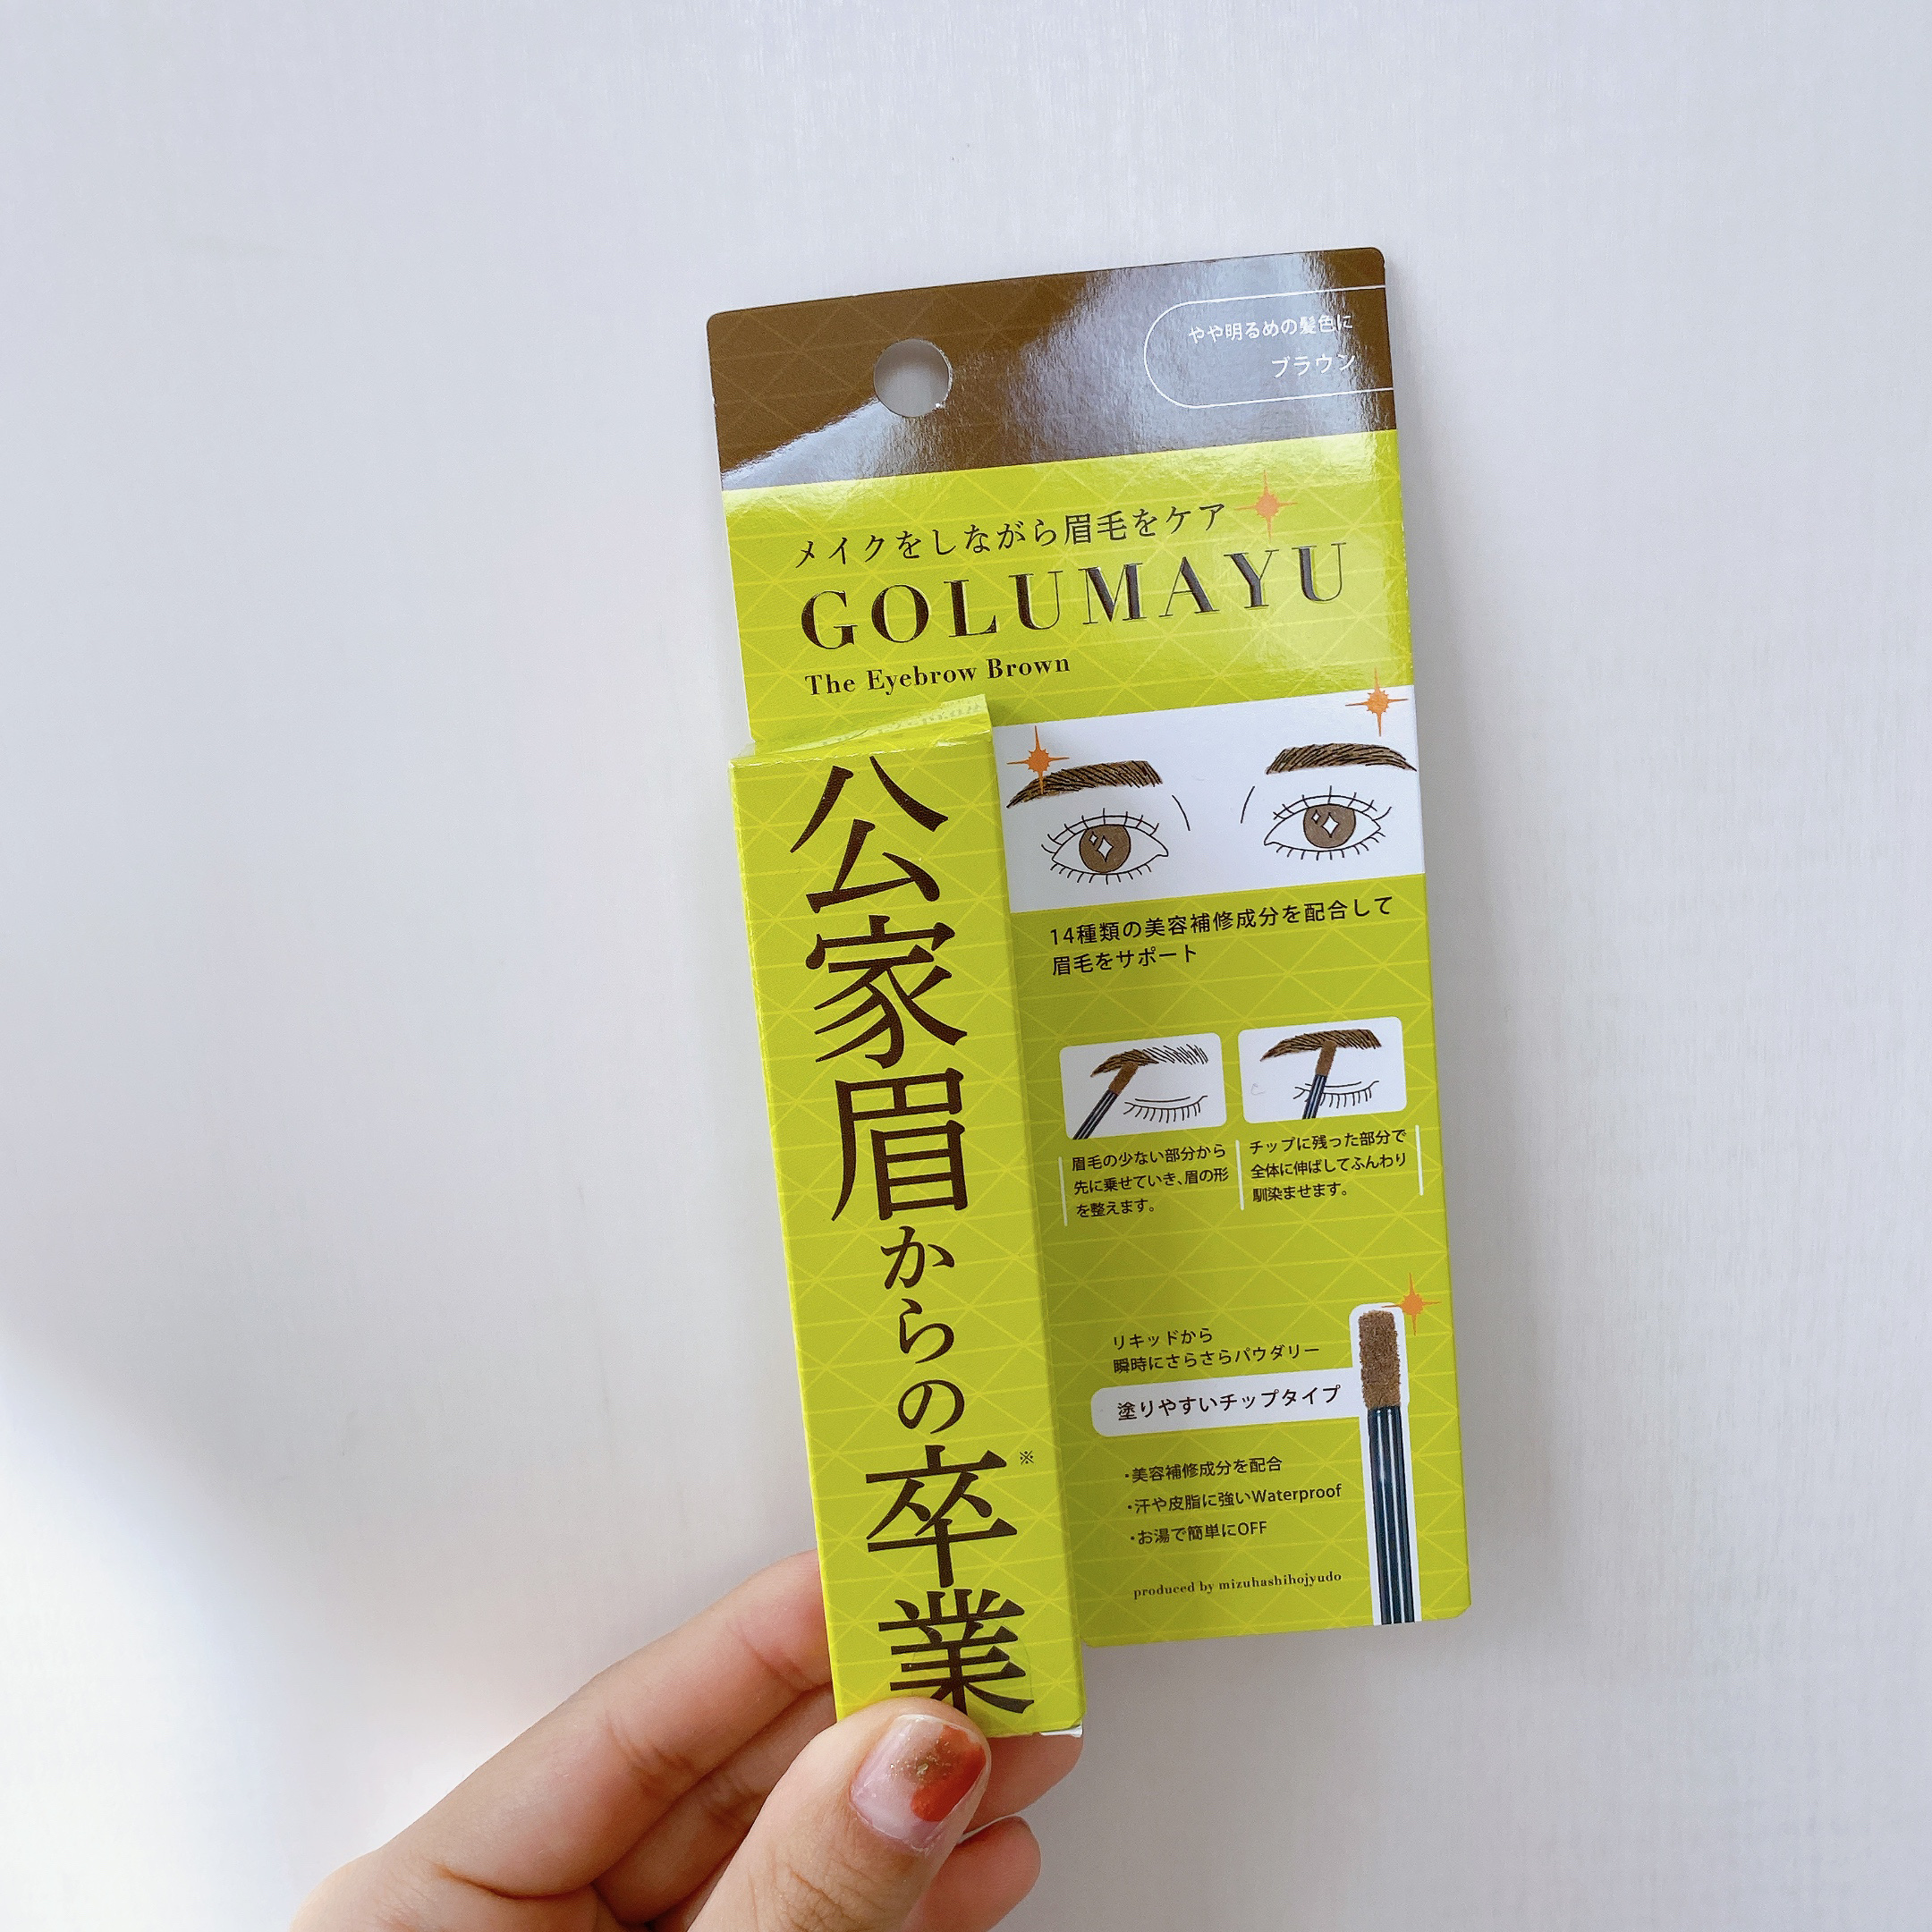 やや明るめの髪色に
ブラウン
メイクをしながら眉毛をケア
GOLUMAYU
The Eyebrow Brown
公家眉からの卒業
※
14種類の美容補修成分を配合して
眉毛をサポート
眉毛の少ない部分から
先に乗せていき、眉の形
を整えます。
チップに残った部分で
全体に伸ばしてふんわり
馴染ませます。
リキッドから
瞬時にさらさらパウダリー
塗りやすいチップタイプ
・美容補修成分を配合
・汗や皮脂に強いWaterproof
・お湯で簡単にOFF
produced by mizuhashihojyudo